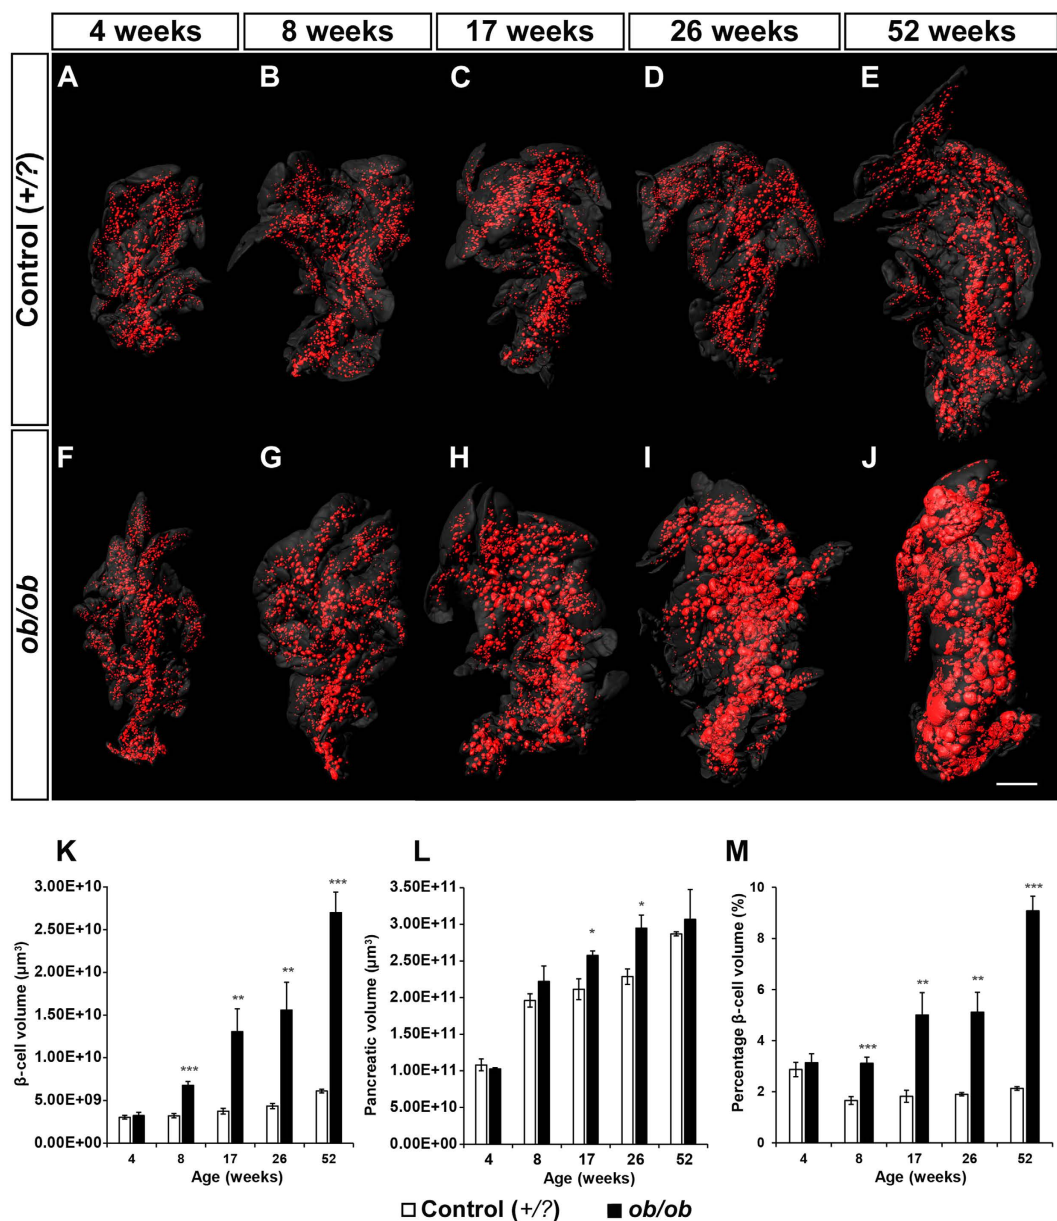 4 weeks 8 weeks 17 weeks 26 weeks 52 weeks
Control (+/?)
A B C D E
ob/ob
F G H I J
K L M
β-cell volume (µm³)
3.00E+10
2.50E+10
2.00E+10
1.50E+10
1.00E+10
5.00E+09
0.00E+00
***
**
**
***
4 8 17 26 52
Age (weeks)
Pancreatic volume (µm³)
3.50E+11
3.00E+11
2.50E+11
2.00E+11
1.50E+11
1.00E+11
5.00E+10
0.00E+00
*
*
4 8 17 26 52
Age (weeks)
Percentage β-cell volume (%)
10
8
6
4
2
0
***
**
**
***
4 8 17 26 52
Age (weeks)
Control (+/?) ob/ob